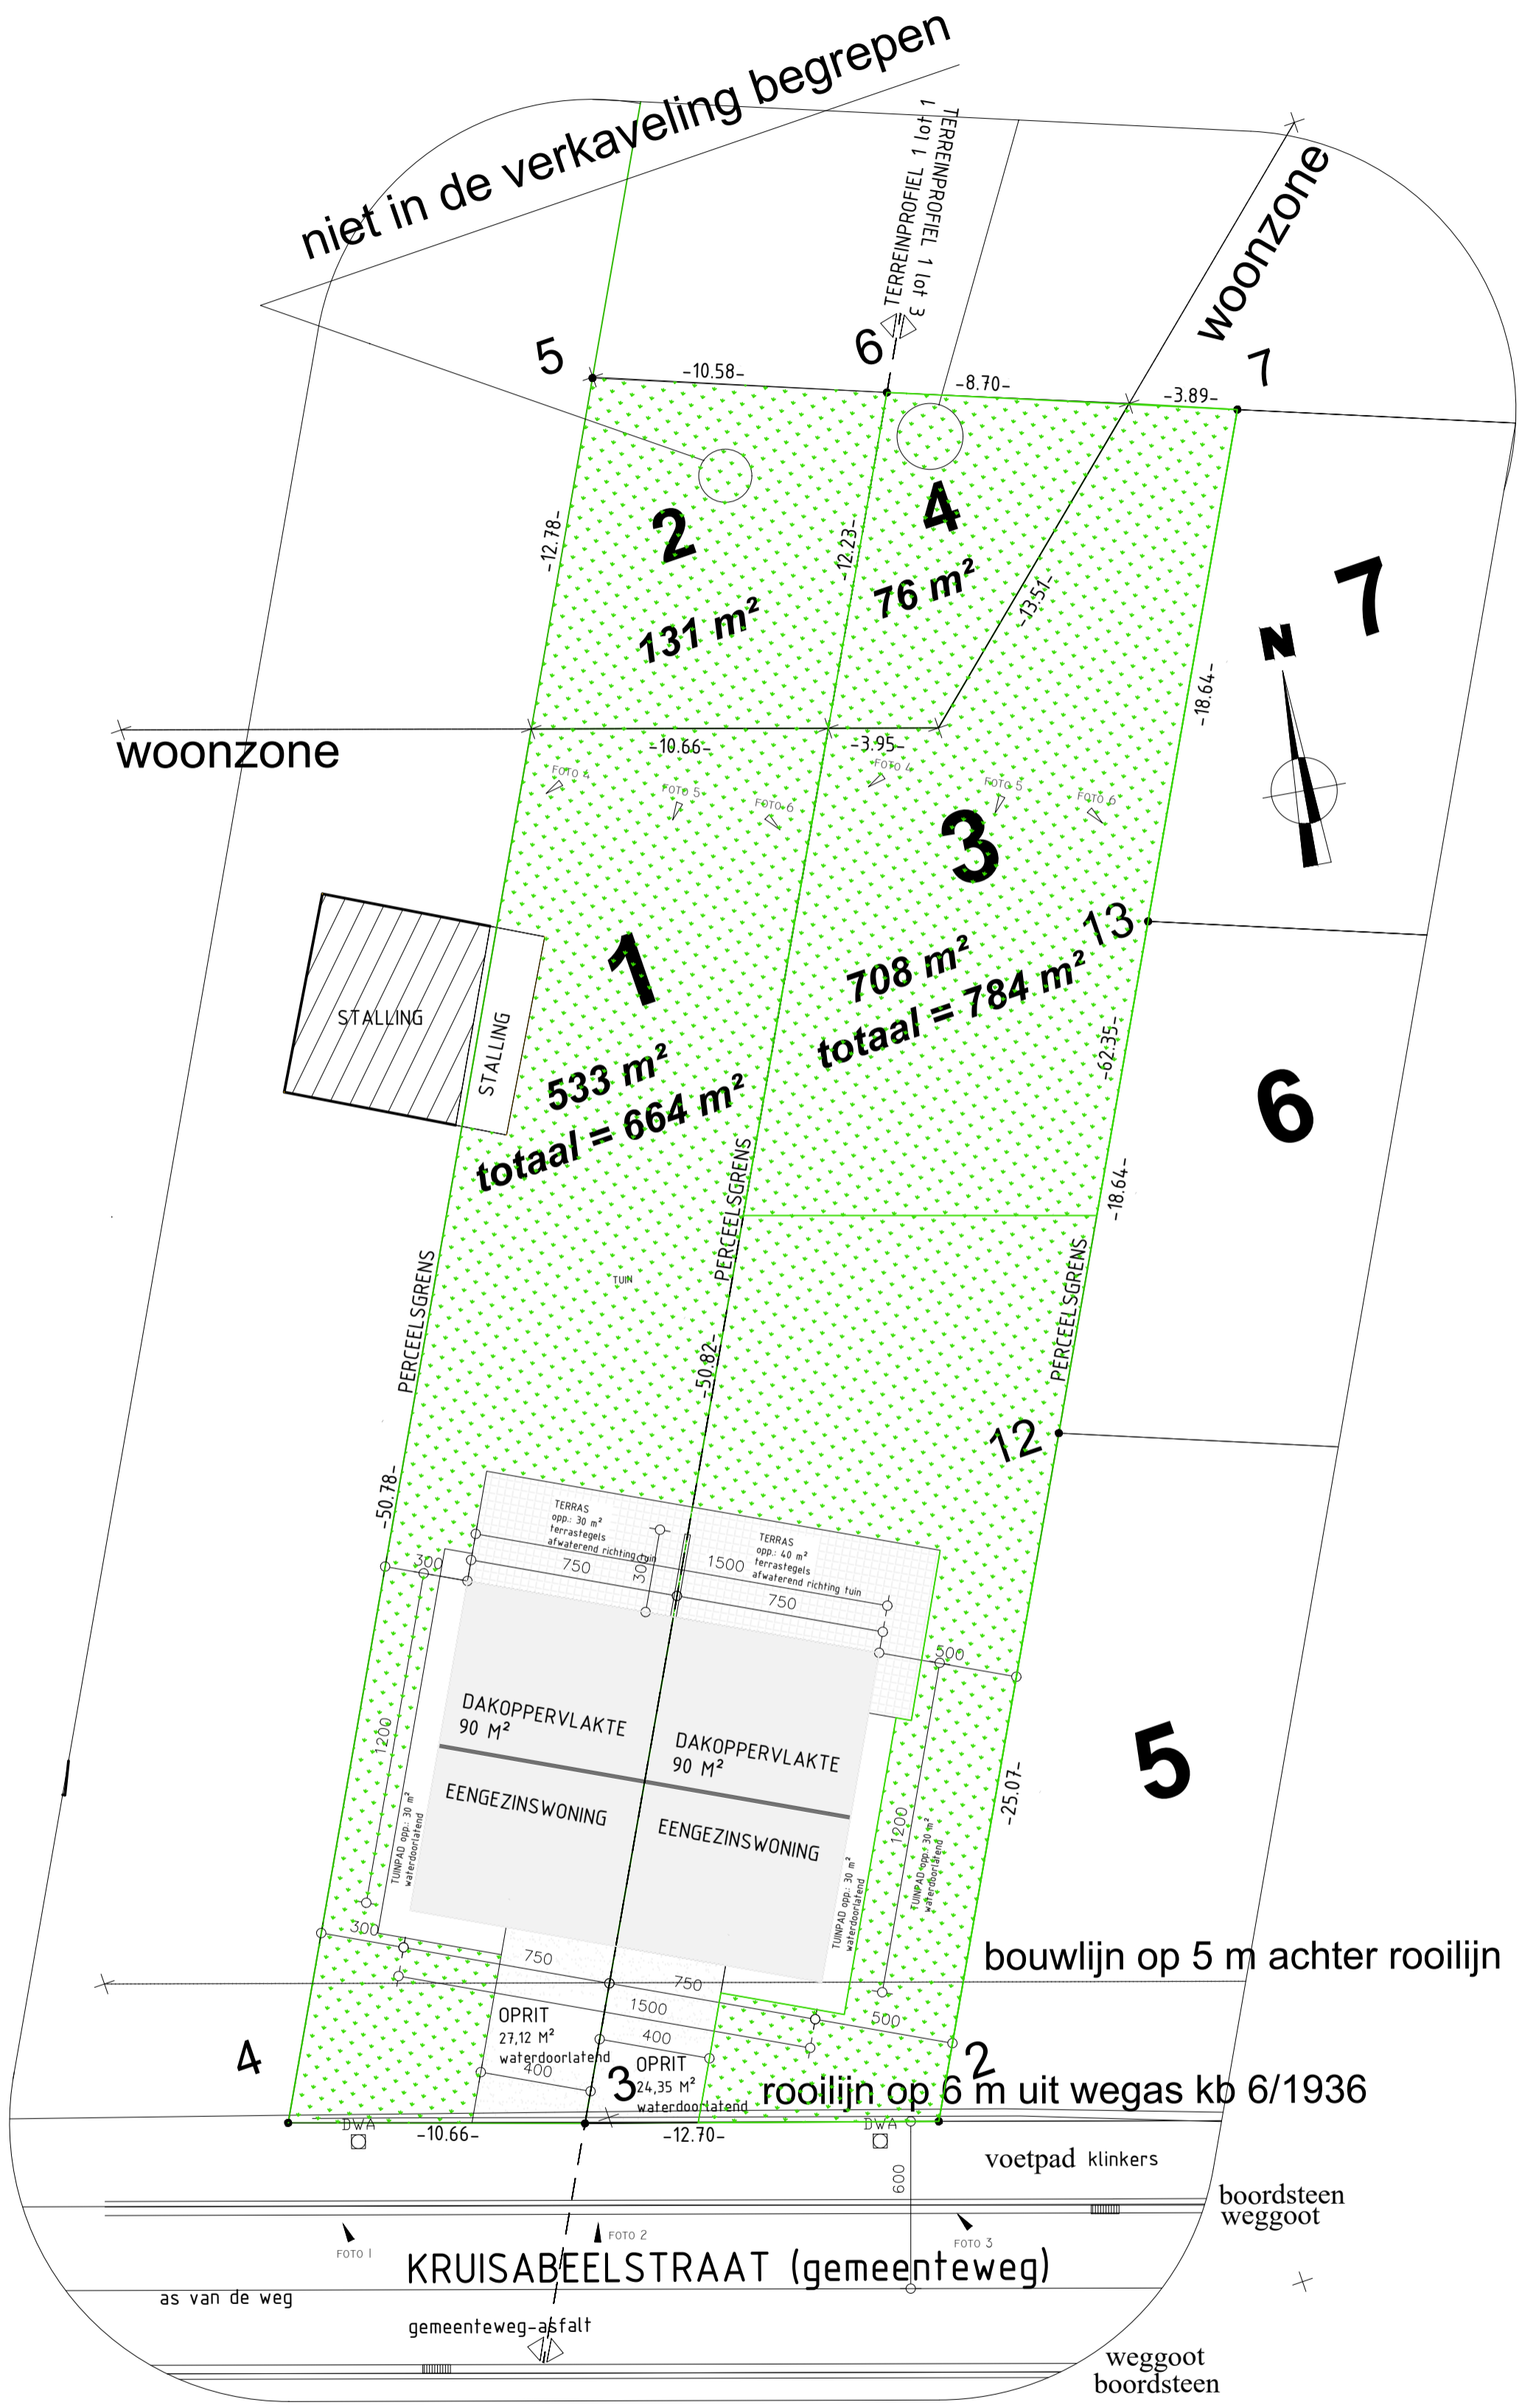 niet in de verkaveling begrepen
TERREINPROFIEL 1 lot 1
TERREINPROFIEL 1 lot 3
woonzone
5
6
7
-10.58-
-8.70-
-3.89-
2
131 m²
4
76 m²
-12.78-
-12.23-
-13.51-
-18.64-
7
N
woonzone
-10.66-
-3.95-
FOTO 4
FOTO 5
FOTO 6
FOTO 4
FOTO 5
FOTO 6
3
708 m²
totaal = 784 m²
13
STALLING
STALLING
1
533 m²
totaal = 664 m²
-62.35-
6
-18.64-
PERCEELSGRENS
PERCEELSGRENS
PERCEELSGRENS
TUIN
-50.82-
12
-50.78-
TERRAS
opp.: 30 m²
terrastegels
afwaterend richting tuin
TERRAS
opp.: 40 m²
terrastegels
afwaterend richting tuin
300
750
300
1500
750
500
DAKOPPERVLAKTE
90 M²
DAKOPPERVLAKTE
90 M²
EENGEZINSWONING
EENGEZINSWONING
1200
TUINPAD opp.: 30 m²
waterdoorlatend
1200
TUINPAD opp.: 30 m²
waterdoorlatend
TUINPAD opp.: 30 m²
waterdoorlatend
-25.07-
5
300
750
750
1500
500
bouwlijn op 5 m achter rooilijn
OPRIT
27,12 M²
waterdoorlatend
400
400
OPRIT
24,35 M²
waterdoorlatend
4
3
2
rooilijn op 6 m uit wegas kb 6/1936
DWA
-10.66-
-12.70-
DWA
600
voetpad klinkers
boordsteen
weggoot
FOTO 1
FOTO 2
FOTO 3
KRUISABEELSTRAAT (gemeenteweg)
as van de weg
gemeenteweg-asfalt
weggoot
boordsteen